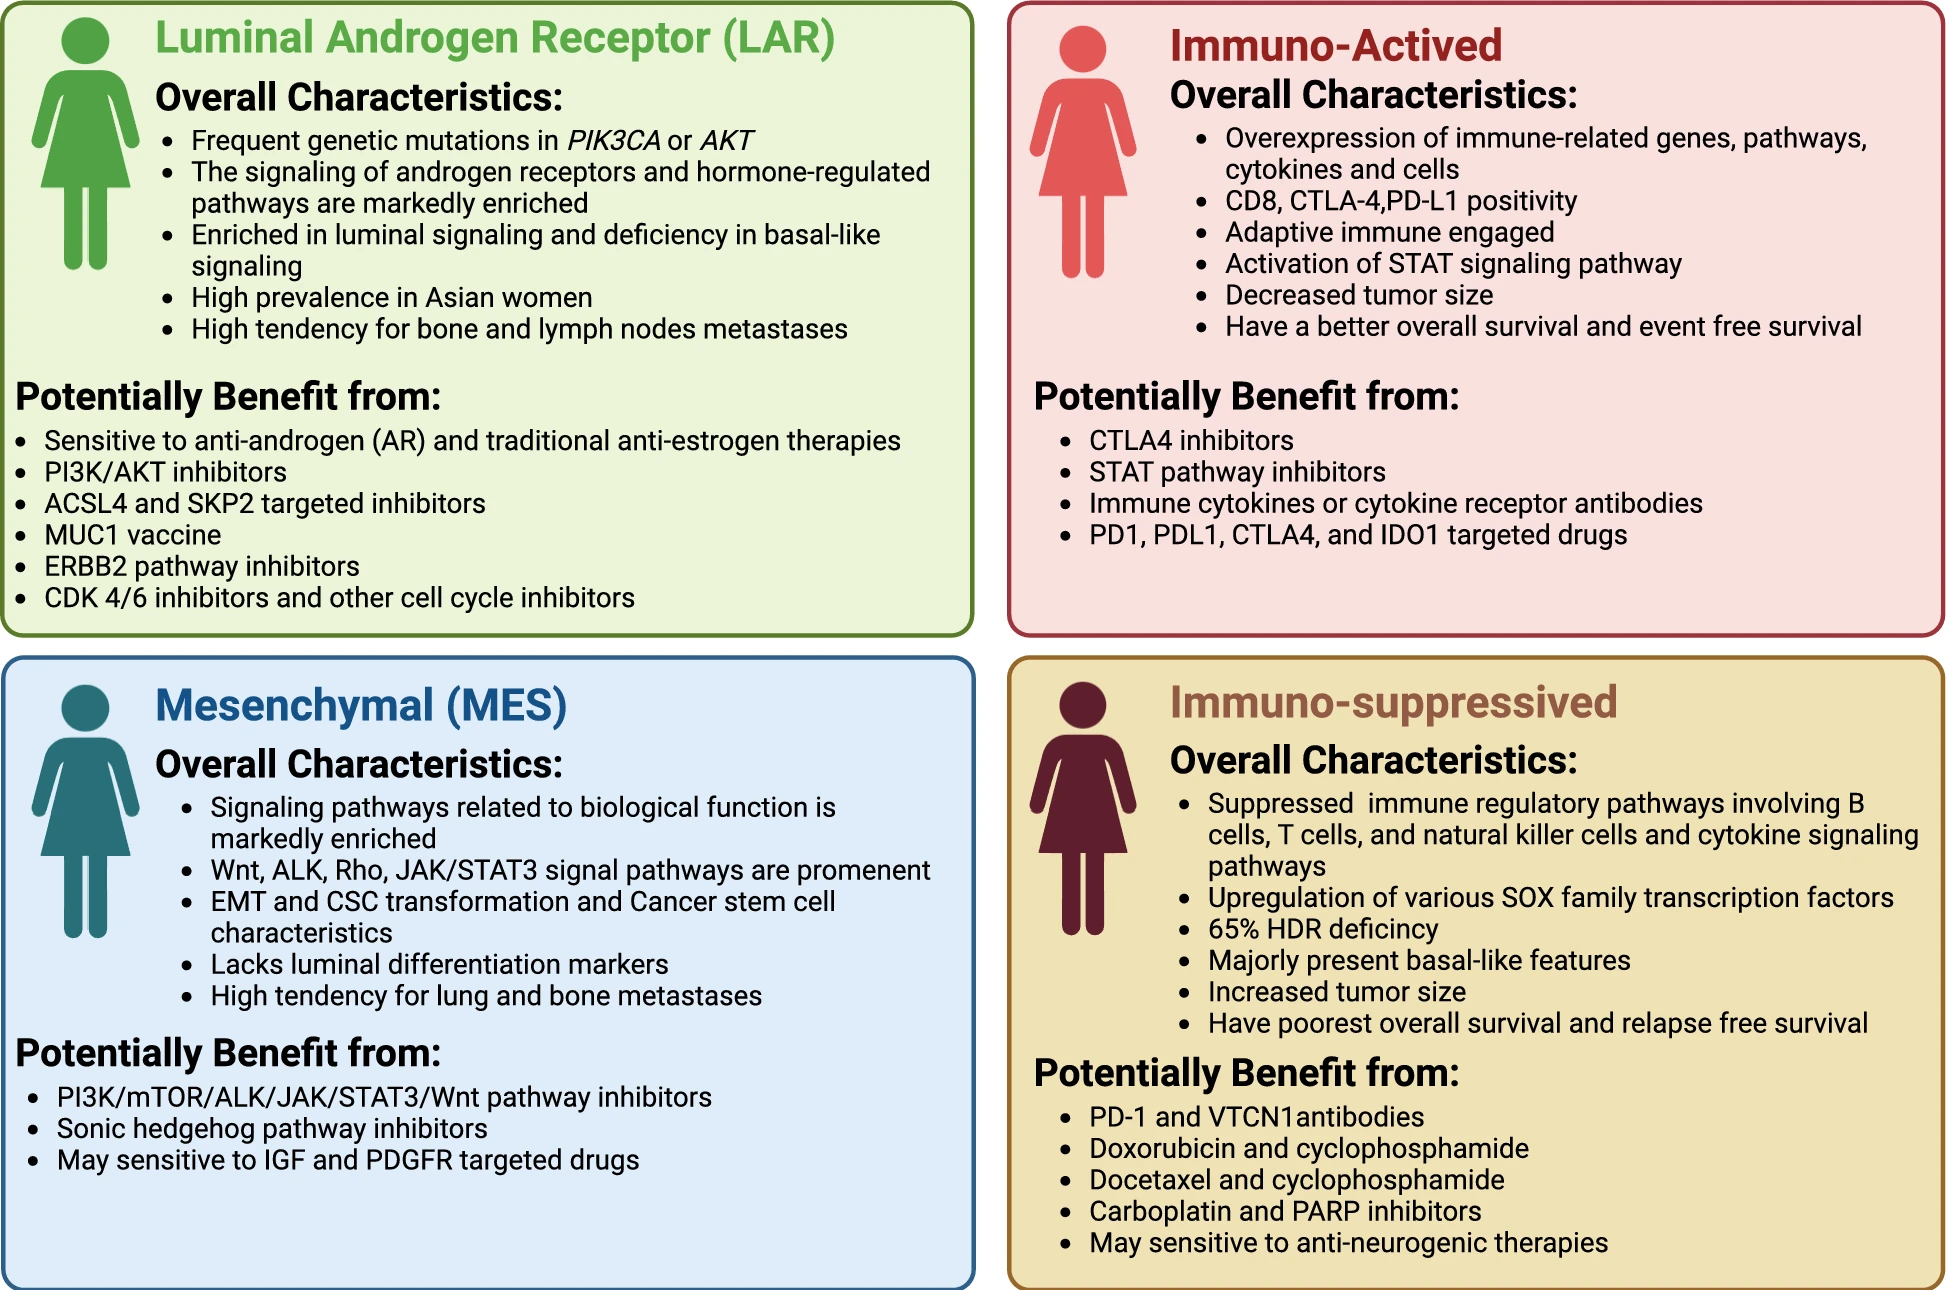 Luminal Androgen Receptor (LAR)
Overall Characteristics:
• Frequent genetic mutations in PIK3CA or AKT
• The signaling of androgen receptors and hormone-regulated
pathways are markedly enriched
• Enriched in luminal signaling and deficiency in basal-like
signaling
• High prevalence in Asian women
• High tendency for bone and lymph nodes metastases
Potentially Benefit from:
• Sensitive to anti-androgen (AR) and traditional anti-estrogen therapies
• PI3K/AKT inhibitors
• ACSL4 and SKP2 targeted inhibitors
• MUC1 vaccine
• ERBB2 pathway inhibitors
• CDK 4/6 inhibitors and other cell cycle inhibitors
Immuno-Actived
Overall Characteristics:
• Overexpression of immune-related genes, pathways,
cytokines and cells
• CD8, CTLA-4,PD-L1 positivity
• Adaptive immune engaged
• Activation of STAT signaling pathway
• Decreased tumor size
• Have a better overall survival and event free survival
Potentially Benefit from:
• CTLA4 inhibitors
• STAT pathway inhibitors
• Immune cytokines or cytokine receptor antibodies
• PD1, PDL1, CTLA4, and IDO1 targeted drugs
Mesenchymal (MES)
Overall Characteristics:
• Signaling pathways related to biological function is
markedly enriched
• Wnt, ALK, Rho, JAK/STAT3 signal pathways are promenent
• EMT and CSC transformation and Cancer stem cell
characteristics
• Lacks luminal differentiation markers
• High tendency for lung and bone metastases
Potentially Benefit from:
• PI3K/mTOR/ALK/JAK/STAT3/Wnt pathway inhibitors
• Sonic hedgehog pathway inhibitors
• May sensitive to IGF and PDGFR targeted drugs
Immuno-suppressived
Overall Characteristics:
• Suppressed immune regulatory pathways involving B
cells, T cells, and natural killer cells and cytokine signaling
pathways
• Upregulation of various SOX family transcription factors
• 65% HDR deficincy
• Majorly present basal-like features
• Increased tumor size
• Have poorest overall survival and relapse free survival
Potentially Benefit from:
• PD-1 and VTCN1antibodies
• Doxorubicin and cyclophosphamide
• Docetaxel and cyclophosphamide
• Carboplatin and PARP inhibitors
• May sensitive to anti-neurogenic therapies